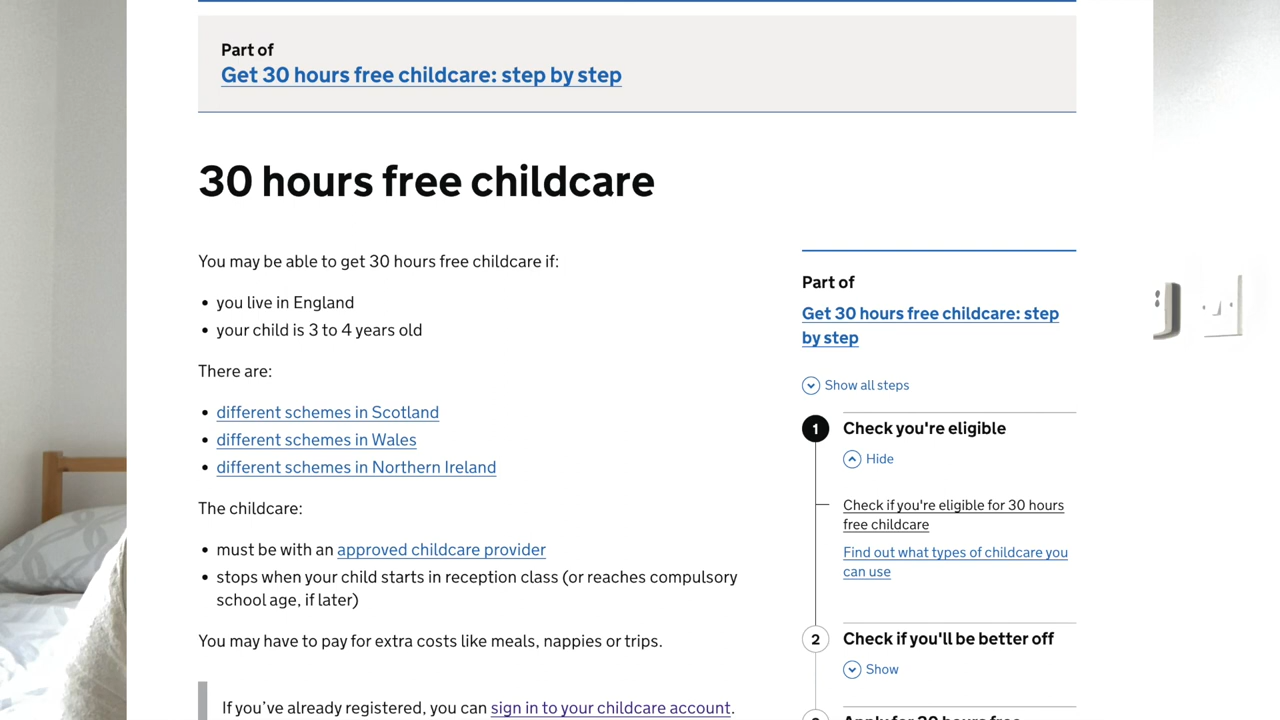 Part of
Get 30 hours free childcare: step by step
30 hours free childcare
You may be able to get 30 hours free childcare if:
• you live in England
• your child is 3 to 4 years old
There are:
• different schemes in Scotland
• different schemes in Wales
• different schemes in Northern Ireland
The childcare:
• must be with an approved childcare provider
• stops when your child starts in reception class (or reaches compulsory
school age, if later)
You may have to pay for extra costs like meals, nappies or trips.
If you’ve already registered, you can sign in to your childcare account.
Part of
Get 30 hours free childcare: step
by step
Show all steps
1 Check you're eligible
Hide
Check if you're eligible for 30 hours
free childcare
Find out what types of childcare you
can use
2 Check if you'll be better off
Show
3 Apply for 30 hours free